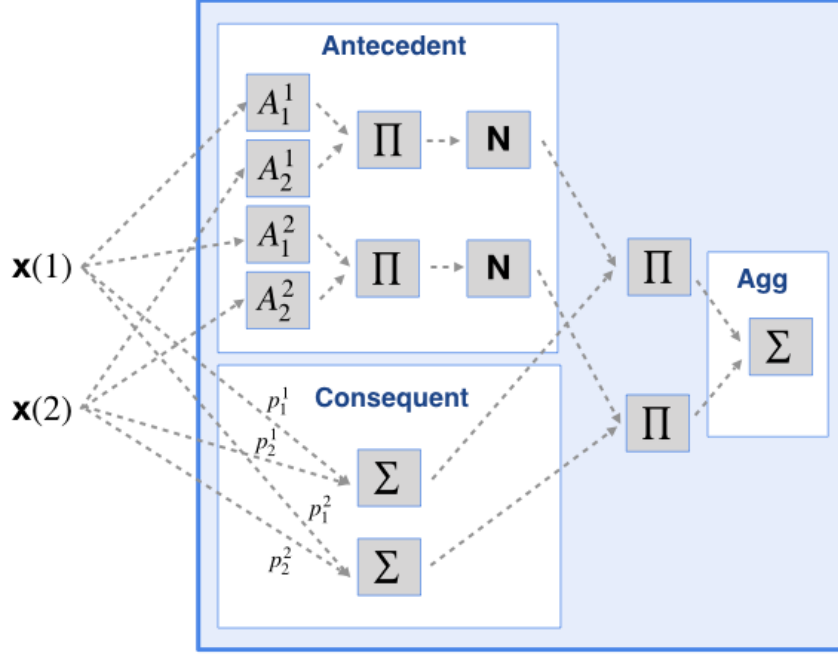 Antecedent
A₁¹
∏
N
A₂¹
A₁²
∏
N
A₂²
x(1)
∏
Agg
Σ
x(2)
Consequent
p₁¹
p₂¹
∏
Σ
p₁²
p₂²
Σ